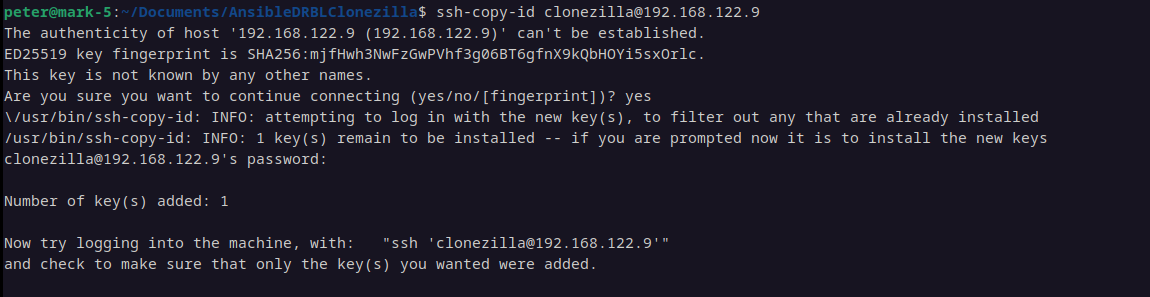 peter@mark-5:~/Documents/AnsibleDRBLClonezilla$ ssh-copy-id clonezilla@192.168.122.9
The authenticity of host '192.168.122.9 (192.168.122.9)' can't be established.
ED25519 key fingerprint is SHA256:mjfHwh3NwFzGwPVhf3g06BT6gfnX9kQbHOYi5sxOrlc.
This key is not known by any other names.
Are you sure you want to continue connecting (yes/no/[fingerprint])? yes
\/usr/bin/ssh-copy-id: INFO: attempting to log in with the new key(s), to filter out any that are already installed
/usr/bin/ssh-copy-id: INFO: 1 key(s) remain to be installed -- if you are prompted now it is to install the new keys
clonezilla@192.168.122.9's password:
Number of key(s) added: 1
Now try logging into the machine, with:   "ssh 'clonezilla@192.168.122.9'"
and check to make sure that only the key(s) you wanted were added.